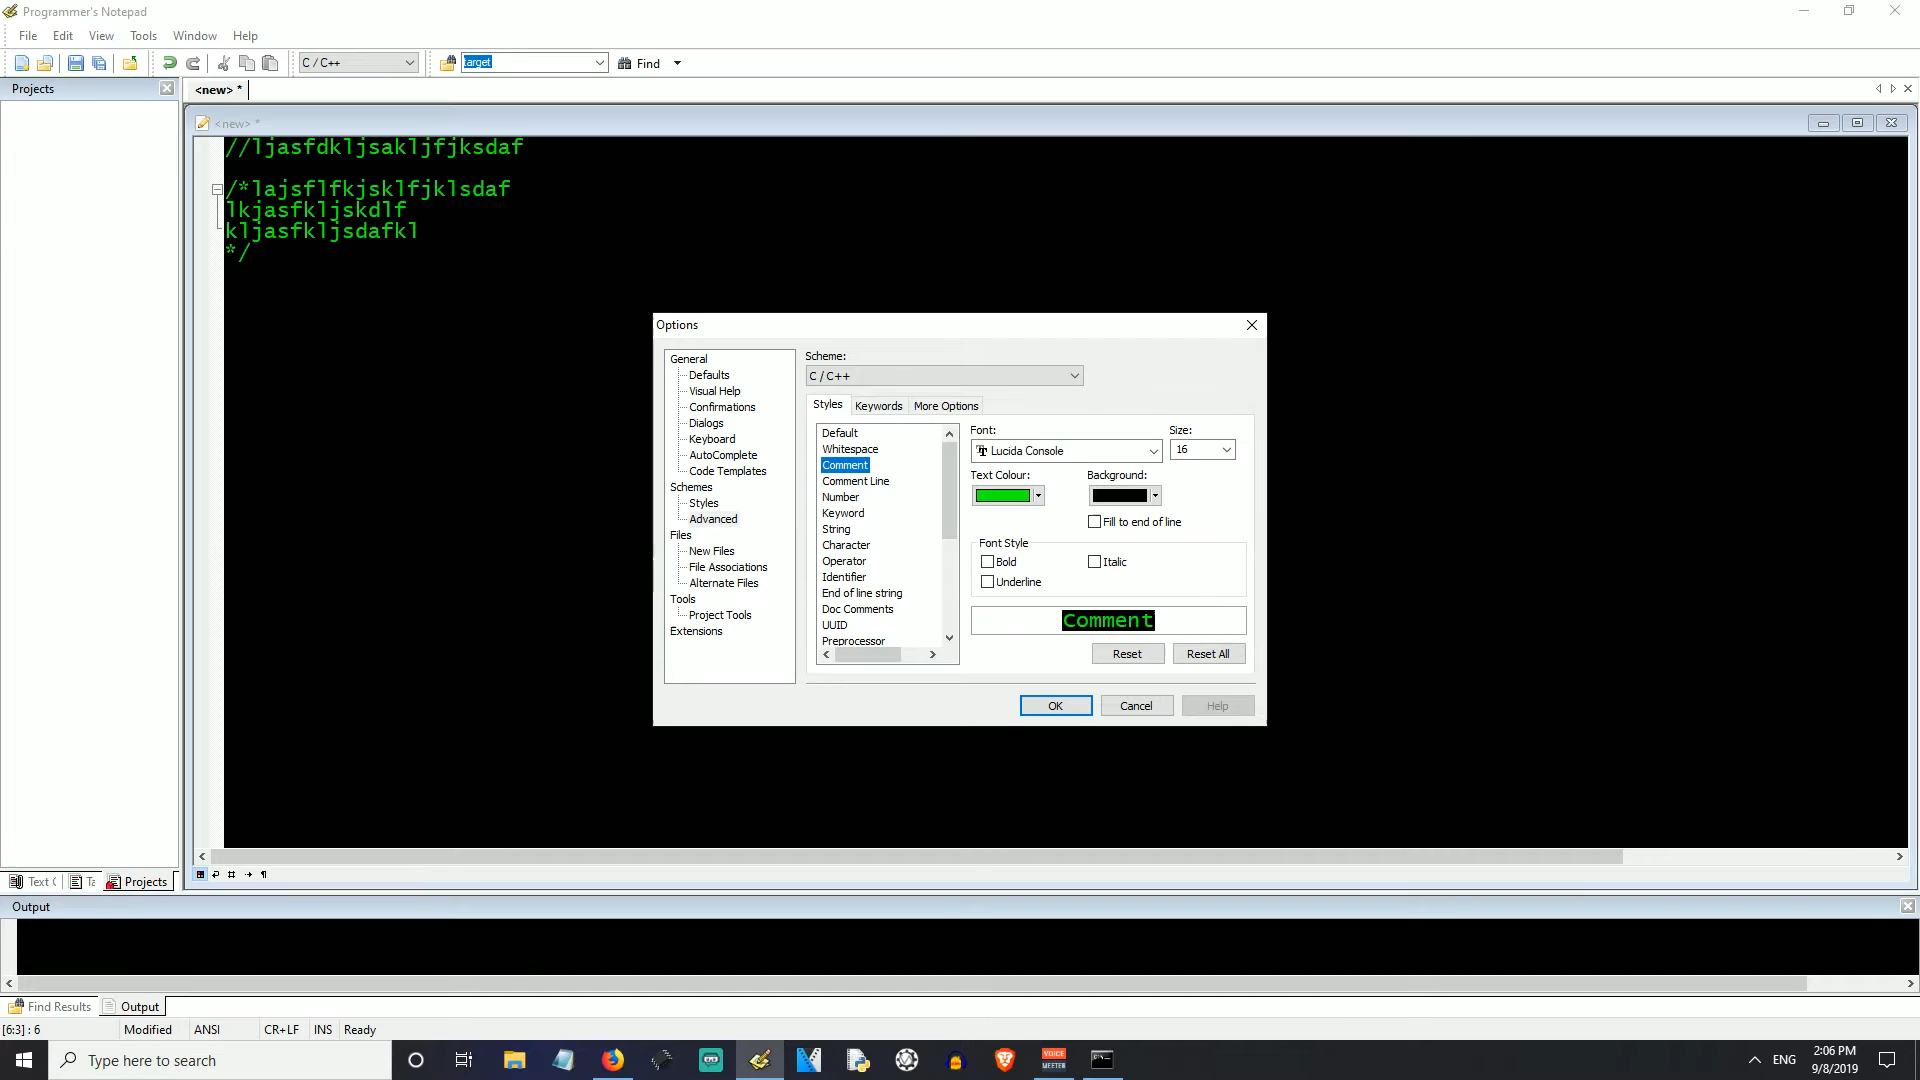 Programmer's Notepad
File Edit View Tools Window Help
C / C++ target Find
Projects
<new> *
<new> *
//ljasfdkljsakljfjksdaf
/*lajsflfkjsklfjklsdaf
lkjasfkljskdlf
kljasfkljsdafkl
*/
Options
General
Defaults
Visual Help
Confirmations
Dialogs
Keyboard
AutoComplete
Code Templates
Schemes
Styles
Advanced
Files
New Files
File Associations
Alternate Files
Tools
Project Tools
Extensions
Scheme:
C / C++
Styles Keywords More Options
Default
Whitespace
Comment
Comment Line
Number
Keyword
String
Character
Operator
Identifier
End of line string
Doc Comments
UUID
Preprocessor
Font: Size:
Lucida Console 16
Text Colour: Background:
Fill to end of line
Font Style
Bold Italic
Underline
Comment
Reset Reset All
OK Cancel Help
Text C Ta Projects
Output
Find Results Output
[6:3] : 6 Modified ANSI CR+LF INS Ready
Type here to search
VOICE
MEETER
ENG
2:06 PM
9/8/2019